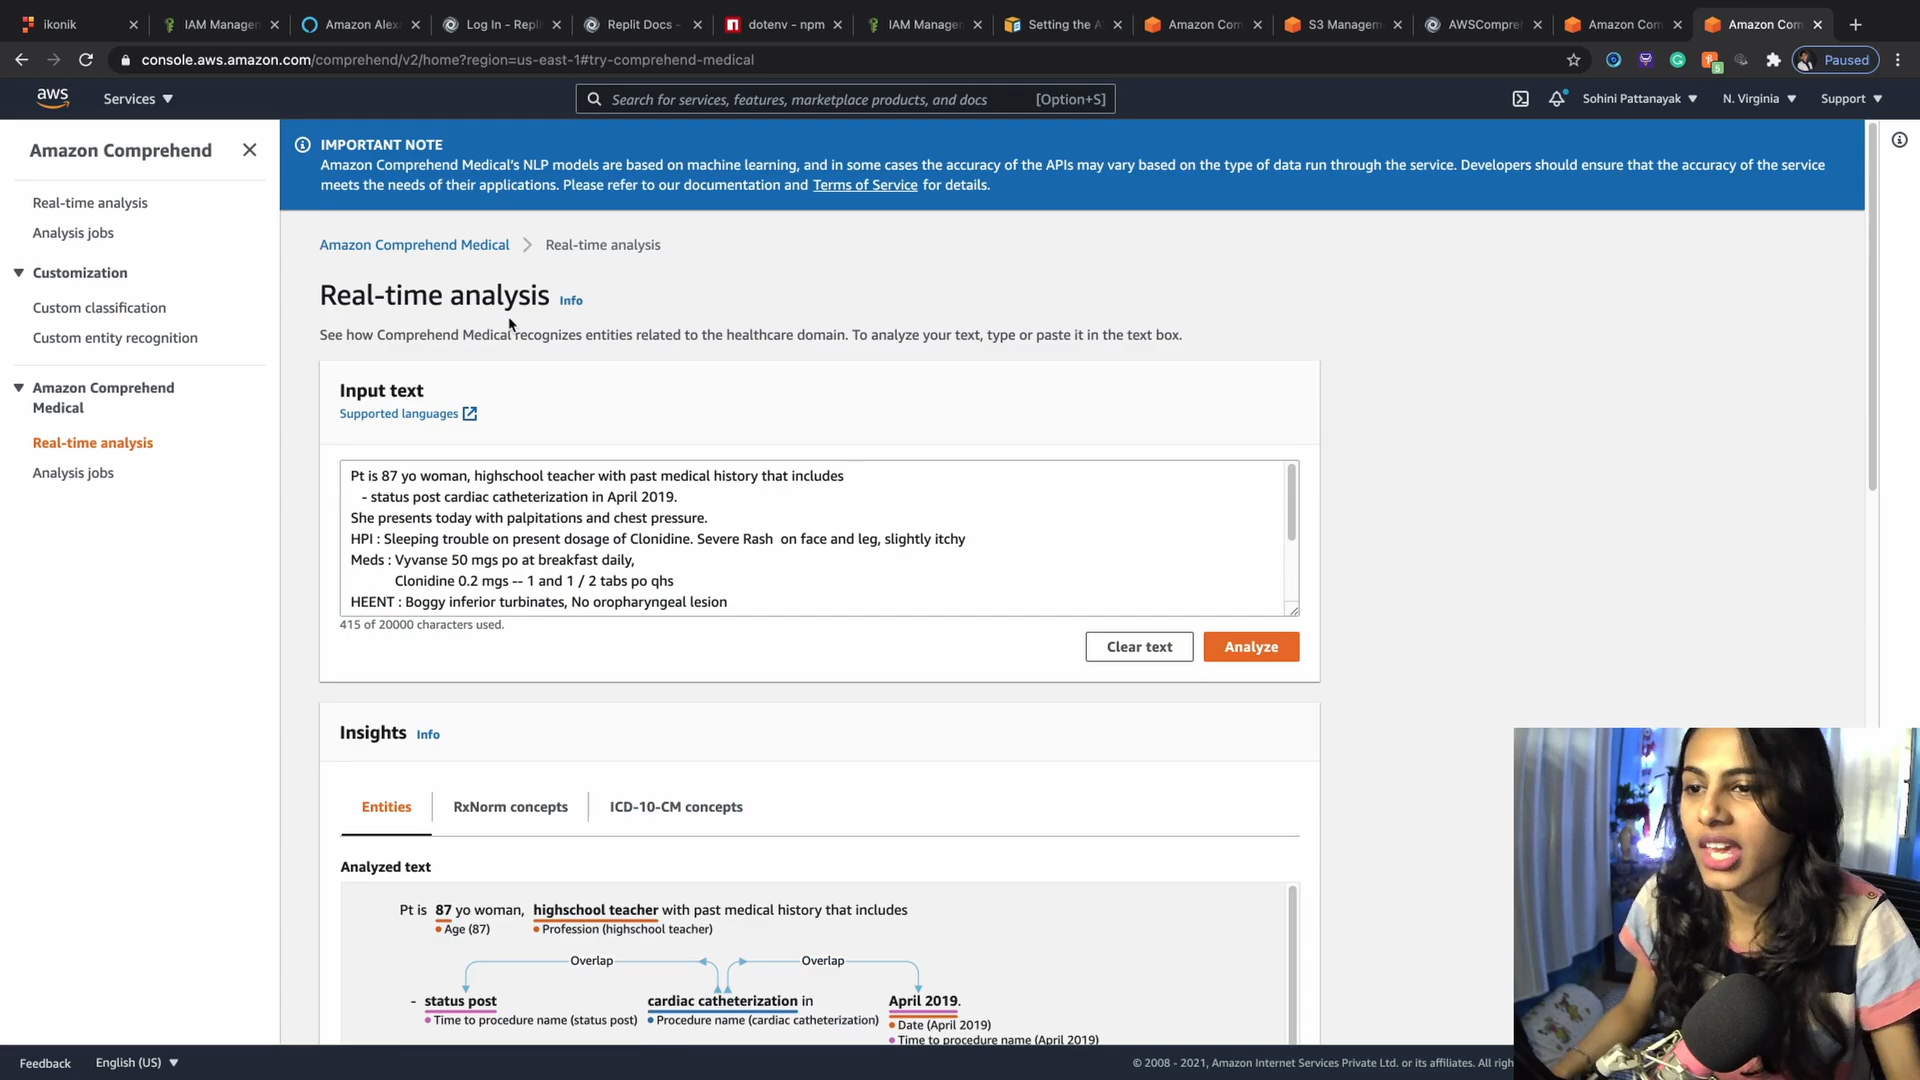 ikonik
IAM Manager
Amazon Alexa
Log In - Repli
Replit Docs -
dotenv - npm
IAM Manager
Setting the A
Amazon Com
S3 Managem
AWSCompreh
Amazon Com
Amazon Com
console.aws.amazon.com/comprehend/v2/home?region=us-east-1#try-comprehend-medical
5
Paused
aws
Services
Search for services, features, marketplace products, and docs
[Option+S]
Sohini Pattanayak
N. Virginia
Support
Amazon Comprehend
Real-time analysis
Analysis jobs
Customization
Custom classification
Custom entity recognition
Amazon Comprehend
Medical
Real-time analysis
Analysis jobs
IMPORTANT NOTE
Amazon Comprehend Medical's NLP models are based on machine learning, and in some cases the accuracy of the APIs may vary based on the type of data run through the service. Developers should ensure that the accuracy of the service
meets the needs of their applications. Please refer to our documentation and Terms of Service for details.
Amazon Comprehend Medical
Real-time analysis
Real-time analysis Info
See how Comprehend Medical recognizes entities related to the healthcare domain. To analyze your text, type or paste it in the text box.
Input text
Supported languages
Pt is 87 yo woman, highschool teacher with past medical history that includes
- status post cardiac catheterization in April 2019.
She presents today with palpitations and chest pressure.
HPI : Sleeping trouble on present dosage of Clonidine. Severe Rash on face and leg, slightly itchy
Meds : Vyvanse 50 mgs po at breakfast daily,
Clonidine 0.2 mgs -- 1 and 1 / 2 tabs po qhs
HEENT : Boggy inferior turbinates, No oropharyngeal lesion
415 of 20000 characters used.
Clear text
Analyze
Insights Info
Entities
RxNorm concepts
ICD-10-CM concepts
Analyzed text
Pt is 87 yo woman, highschool teacher with past medical history that includes
Age (87)
Profession (highschool teacher)
Overlap
Overlap
- status post cardiac catheterization in April 2019.
Time to procedure name (status post)
Procedure name (cardiac catheterization)
Date (April 2019)
Time to procedure name (April 2019)
Feedback
English (US)
© 2008 - 2021, Amazon Internet Services Private Ltd. or its affiliates. All righ